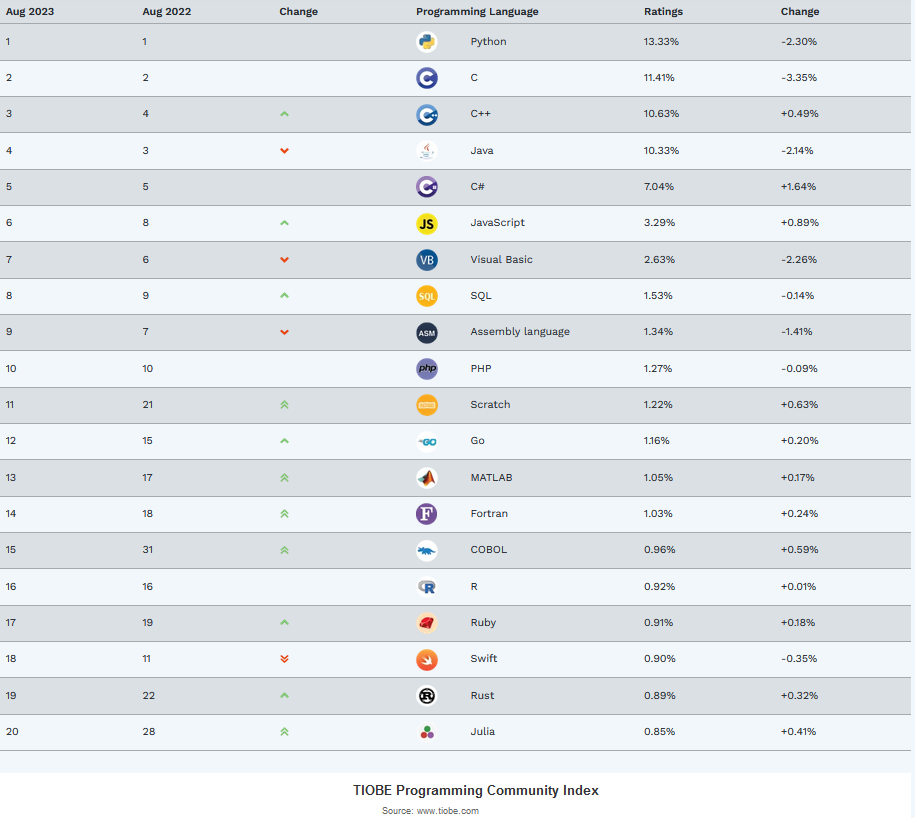 Aug 2023 Aug 2022 Change Programming Language Ratings Change
1 1 Python 13.33% -2.30%
2 2 C C 11.41% -3.35%
3 4 C++ C++ 10.63% +0.49%
4 3 Java 10.33% -2.14%
5 5 C# C# 7.04% +1.64%
6 8 JS JavaScript 3.29% +0.89%
7 6 VB Visual Basic 2.63% -2.26%
8 9 SQL SQL 1.53% -0.14%
9 7 ASM Assembly language 1.34% -1.41%
10 10 php PHP 1.27% -0.09%
11 21 Scratch 1.22% +0.63%
12 15 GO Go 1.16% +0.20%
13 17 MATLAB 1.05% +0.17%
14 18 F Fortran 1.03% +0.24%
15 31 COBOL 0.96% +0.59%
16 16 R R 0.92% +0.01%
17 19 Ruby 0.91% +0.18%
18 11 Swift 0.90% -0.35%
19 22 R Rust 0.89% +0.32%
20 28 Julia 0.85% +0.41%
TIOBE Programming Community Index
Source: www.tiobe.com